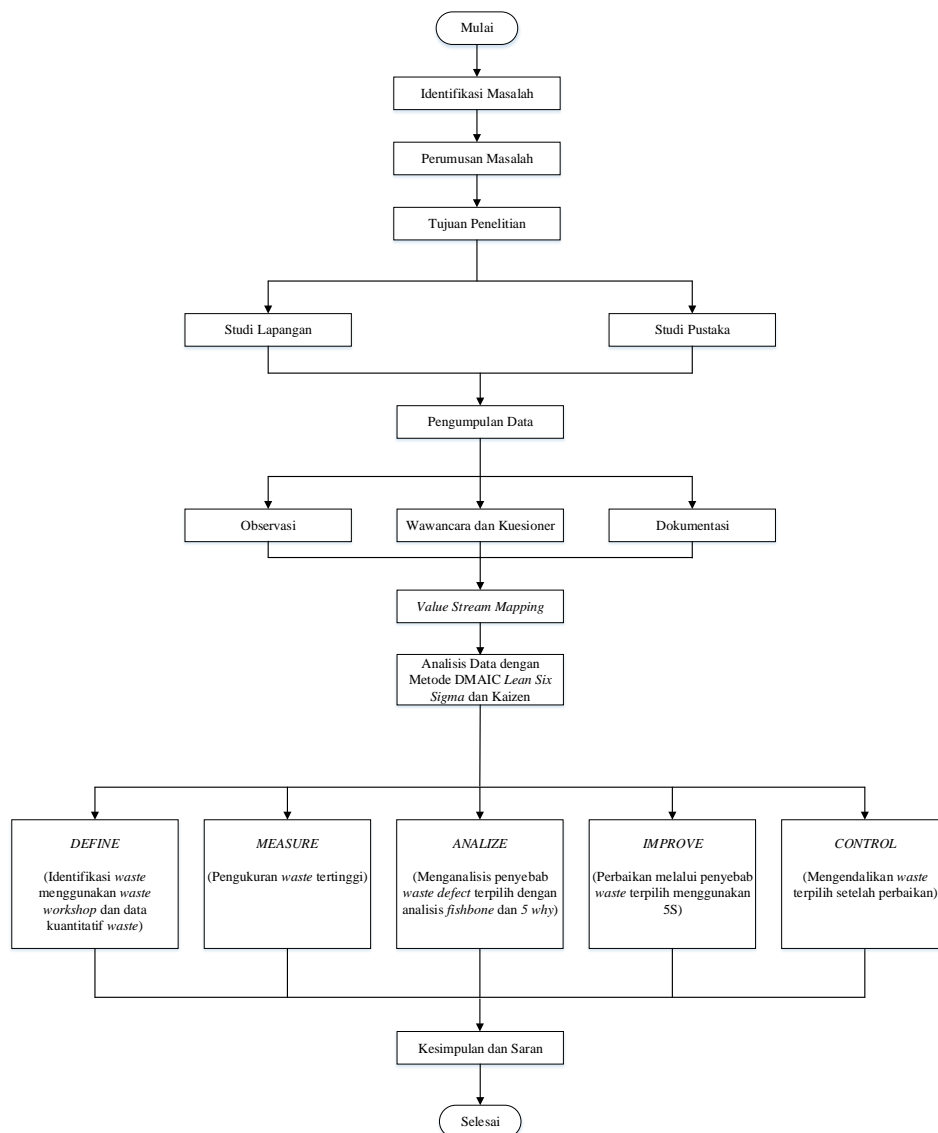 Mulai
Identifikasi Masalah
Perumusan Masalah
Tujuan Penelitian
Studi Lapangan
Studi Pustaka
Pengumpulan Data
Observasi
Wawancara dan Kuesioner
Dokumentasi
Value Stream Mapping
Analisis Data dengan
Metode DMAIC Lean Six
Sigma dan Kaizen
DEFINE
(Identifikasi waste
menggunakan waste
workshop dan data
kuantitatif waste)
MEASURE
(Pengukuran waste tertinggi)
ANALIZE
(Menganalisis penyebab
waste defect terpilih dengan
analisis fishbone dan 5 why)
IMPROVE
(Perbaikan melalui penyebab
waste terpilih menggunakan
5S)
CONTROL
(Mengendalikan waste
terpilih setelah perbaikan)
Kesimpulan dan Saran
Selesai